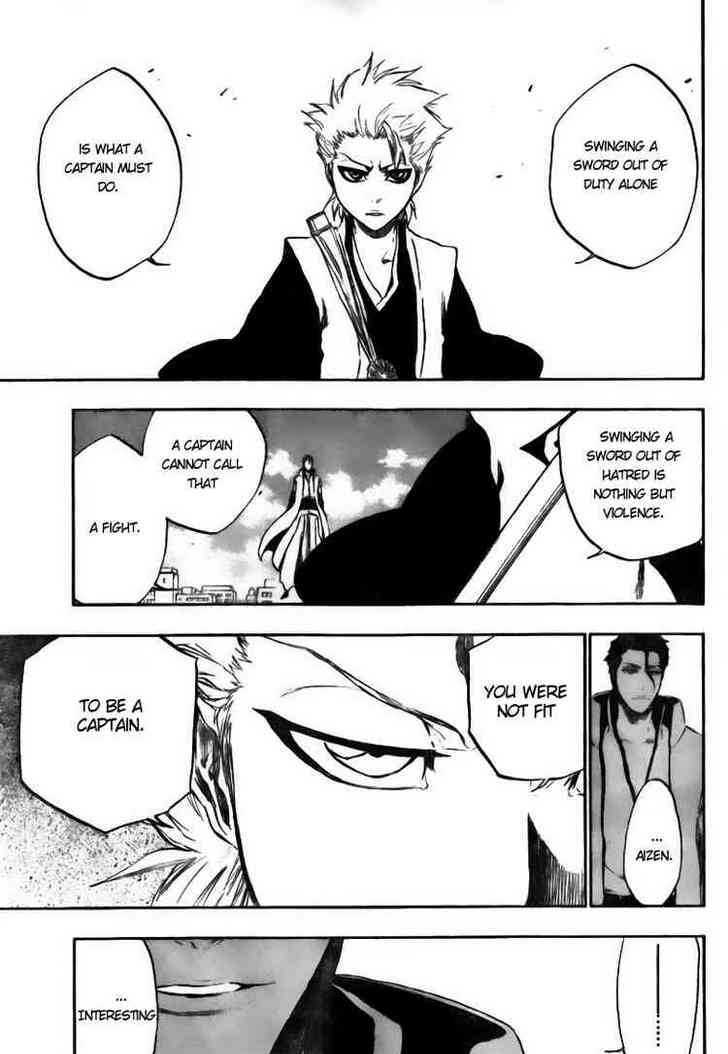 SWINGING A
SWORD OUT OF
DUTY ALONE
IS WHAT A
CAPTAIN MUST
DO.
SWINGING A
SWORD OUT OF
HATRED IS
NOTHING BUT
VIOLENCE.
A CAPTAIN
CANNOT CALL
THAT
A FIGHT.
...
AIZEN.
YOU WERE
NOT FIT
TO BE A
CAPTAIN.
...
INTERESTING